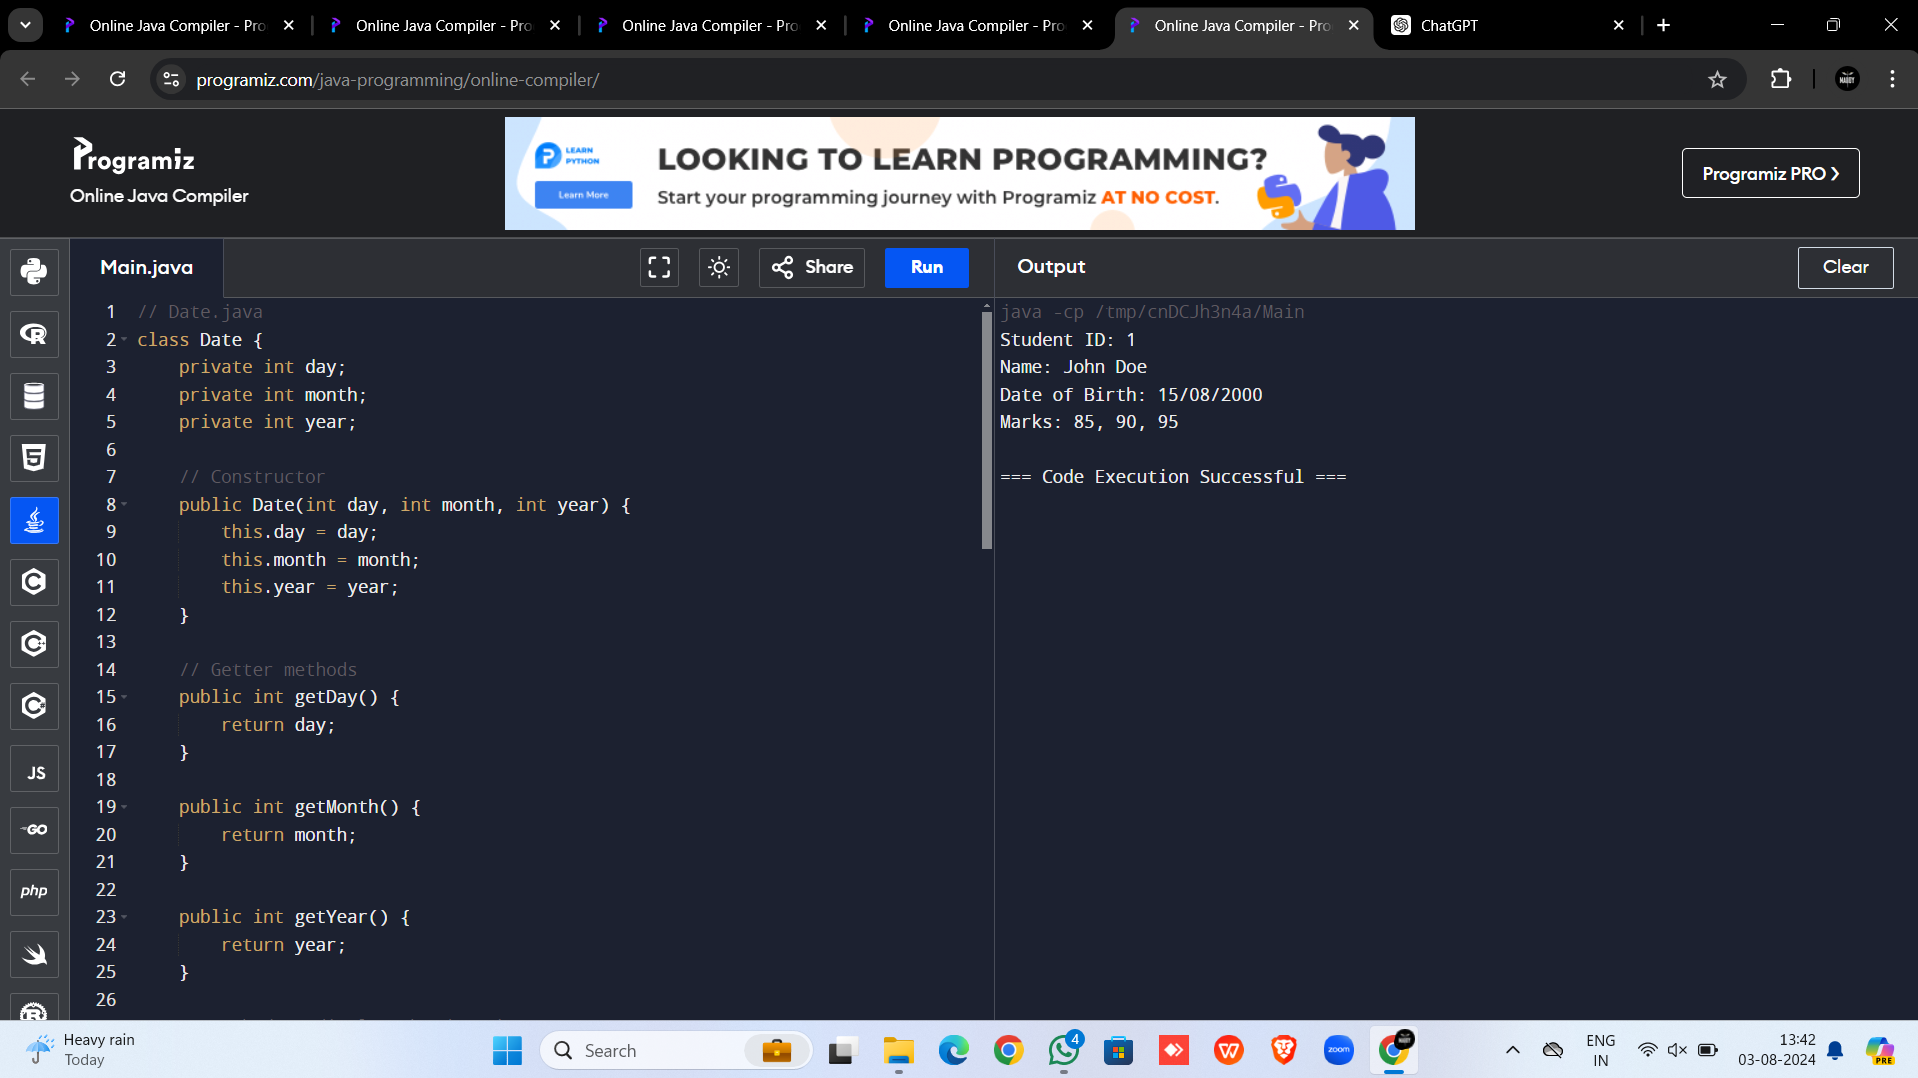 Online Java Compiler - Pro
Online Java Compiler - Pro
Online Java Compiler - Pro
Online Java Compiler - Pro
Online Java Compiler - Pro
ChatGPT
programiz.com/java-programming/online-compiler/
Programiz
Online Java Compiler
LEARN
PYTHON
Learn More
LOOKING TO LEARN PROGRAMMING?
Start your programming journey with Programiz AT NO COST.
Programiz PRO
Main.java
Share
Run
Output
Clear
1 // Date.java
2 class Date {
3     private int day;
4     private int month;
5     private int year;
6
7     // Constructor
8     public Date(int day, int month, int year) {
9         this.day = day;
10         this.month = month;
11         this.year = year;
12     }
13
14     // Getter methods
15     public int getDay() {
16         return day;
17     }
18
19     public int getMonth() {
20         return month;
21     }
22
23     public int getYear() {
24         return year;
25     }
26
java -cp /tmp/cnDCJh3n4a/Main
Student ID: 1
Name: John Doe
Date of Birth: 15/08/2000
Marks: 85, 90, 95
=== Code Execution Successful ===
JS
GO
php
Heavy rain
Today
Search
4
zoom
ENG
IN
13:42
03-08-2024
PRE